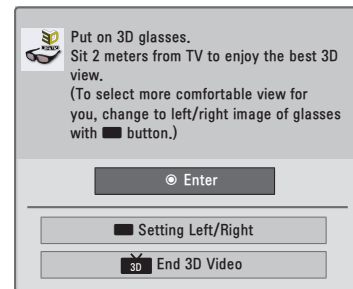 3D
Put on 3D glasses.
Sit 2 meters from TV to enjoy the best 3D
view.
(To select more comfortable view for
you, change to left/right image of glasses
with button.)
Enter
Setting Left/Right
3D End 3D Video